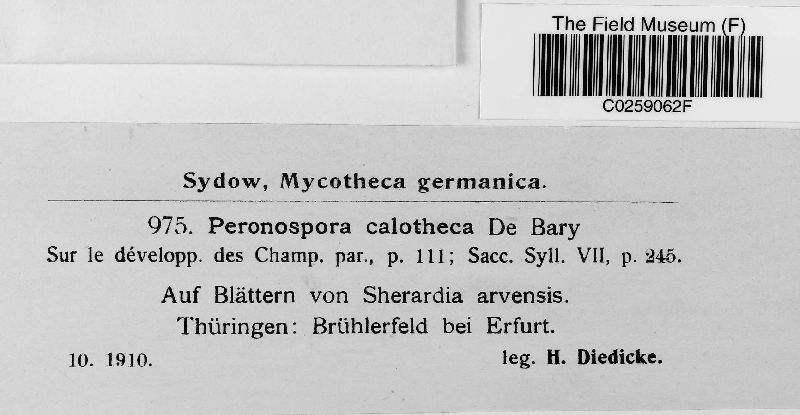 The Field Museum (F)
C0259062F
Sydow, Mycotheca germanica.
975. Peronospora calotheca De Bary
Sur le développ. des Champ. par., p. 111; Sacc. Syll. VII, p. 245.
Auf Blättern von Sherardia arvensis.
Thüringen: Brühlerfeld bei Erfurt.
10. 1910. leg. H. Diedicke.